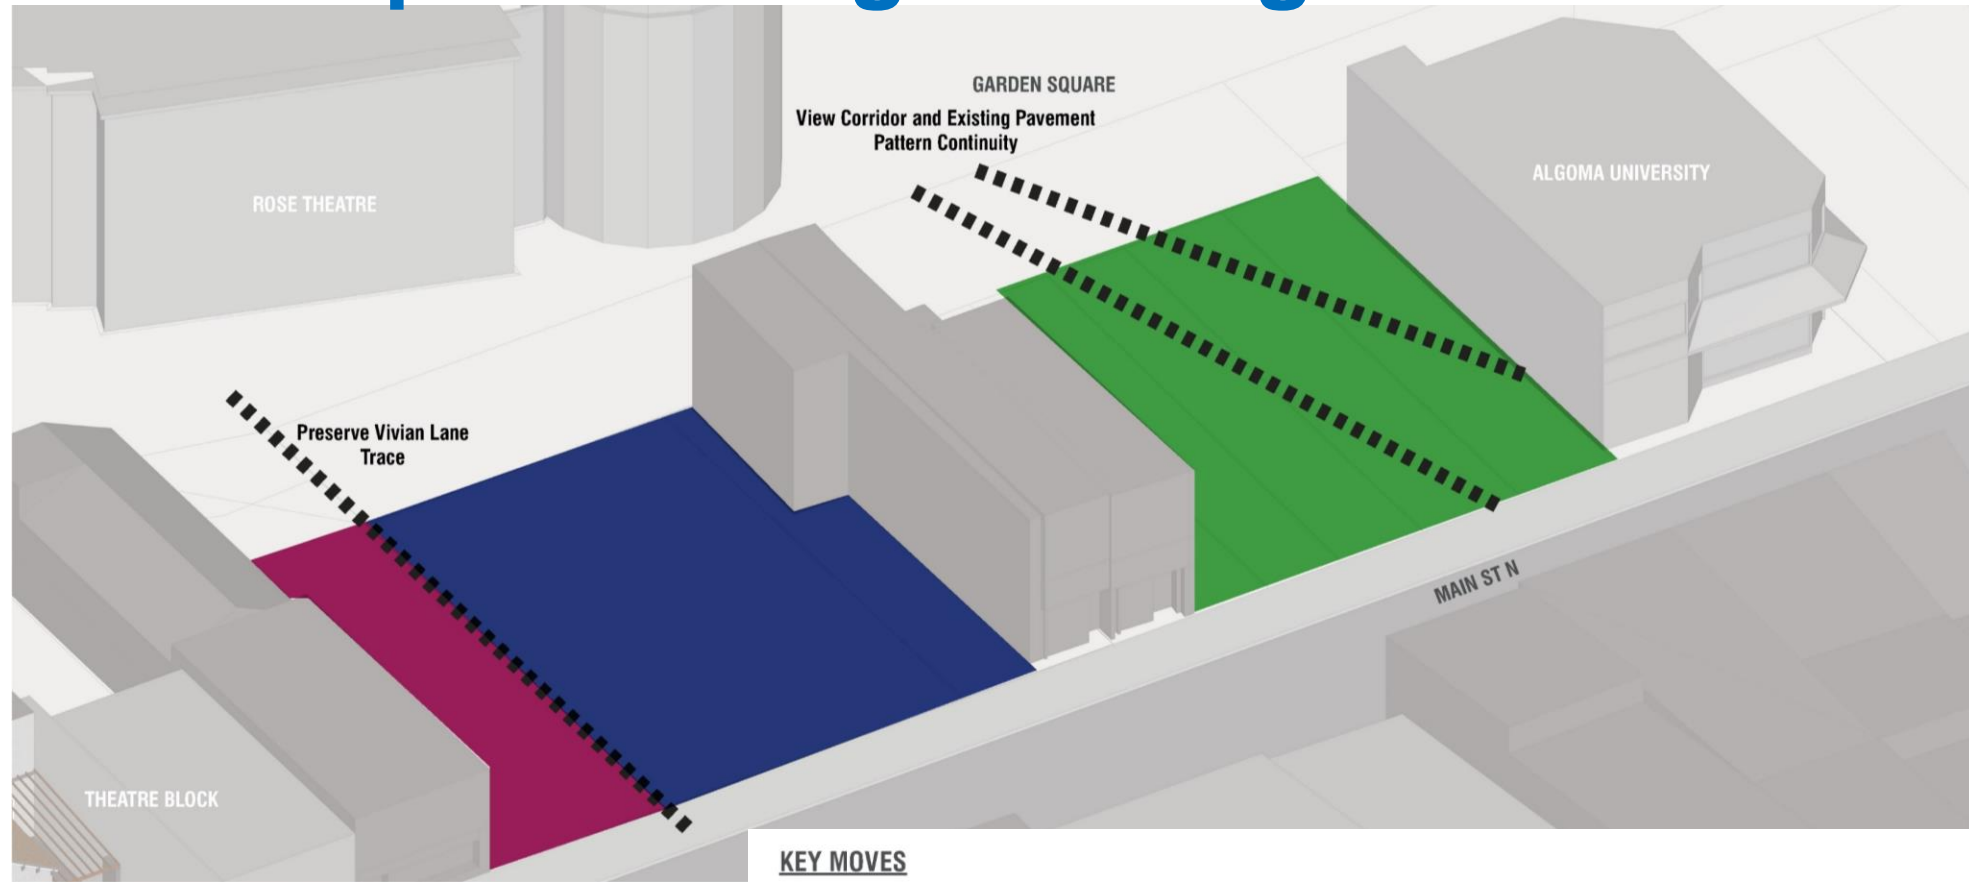 GARDEN SQUARE
View Corridor and Existing Pavement
Pattern Continuity
ALGOMA UNIVERSITY
ROSE THEATRE
Preserve Vivian Lane
Trace
MAIN ST N
THEATRE BLOCK
KEY MOVES